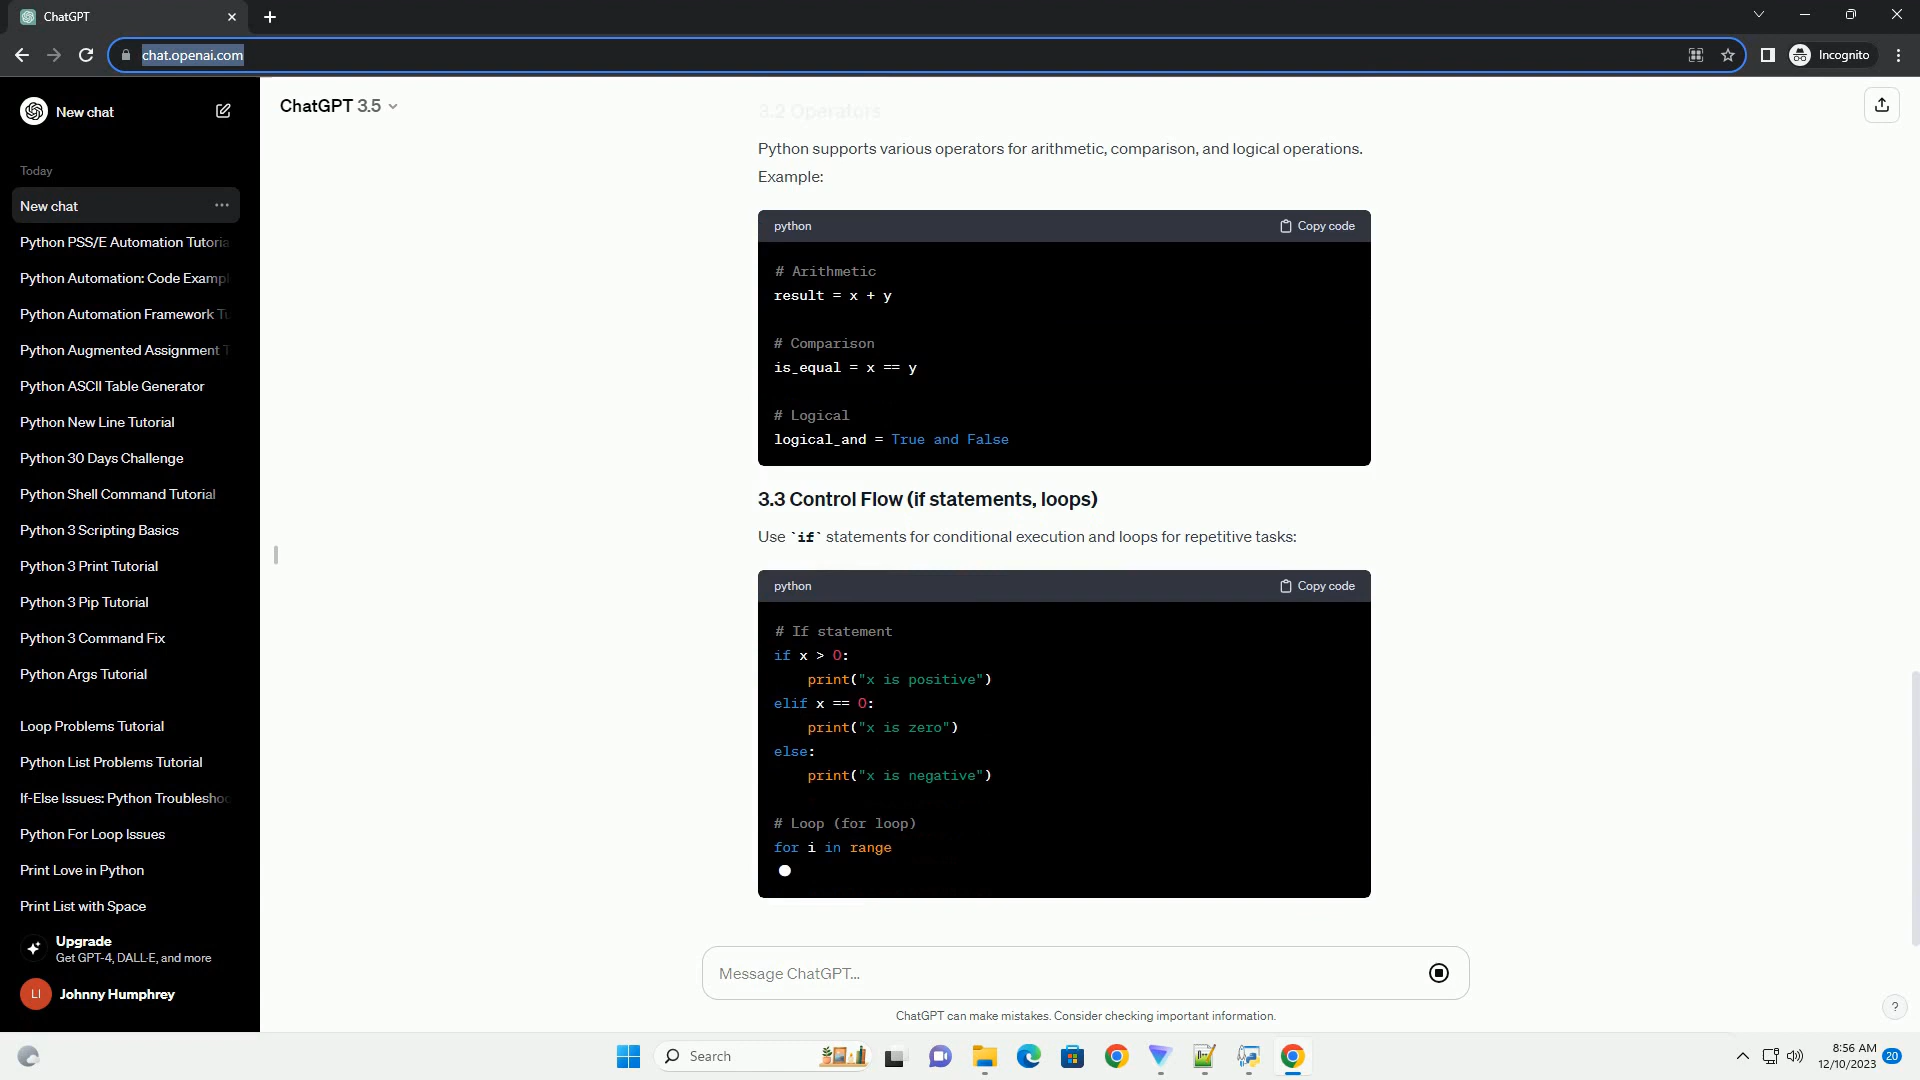 ChatGPT
chat.openai.com
Incognito
New chat
Today
New chat
Python PSS/E Automation Tutoria
Python Automation: Code Exampl
Python Automation Framework Tu
Python Augmented Assignment T
Python ASCII Table Generator
Python New Line Tutorial
Python 30 Days Challenge
Python Shell Command Tutorial
Python 3 Scripting Basics
Python 3 Print Tutorial
Python 3 Pip Tutorial
Python 3 Command Fix
Python Args Tutorial
Loop Problems Tutorial
Python List Problems Tutorial
If-Else Issues: Python Troubleshoo
Python For Loop Issues
Print Love in Python
Print List with Space
Upgrade
Get GPT-4, DALL·E, and more
LI
Johnny Humphrey
ChatGPT 3.5
3.2 Operators
Python supports various operators for arithmetic, comparison, and logical operations.
Example:
python
Copy code
# Arithmetic
result = x + y
# Comparison
is_equal = x == y
# Logical
logical_and = True and False
3.3 Control Flow (if statements, loops)
Use `if` statements for conditional execution and loops for repetitive tasks:
python
Copy code
# If statement
if x > 0:
print("x is positive")
elif x == 0:
print("x is zero")
else:
print("x is negative")
# Loop (for loop)
for i in range
Message ChatGPT...
ChatGPT can make mistakes. Consider checking important information.
?
Search
8:56 AM
12/10/2023
20